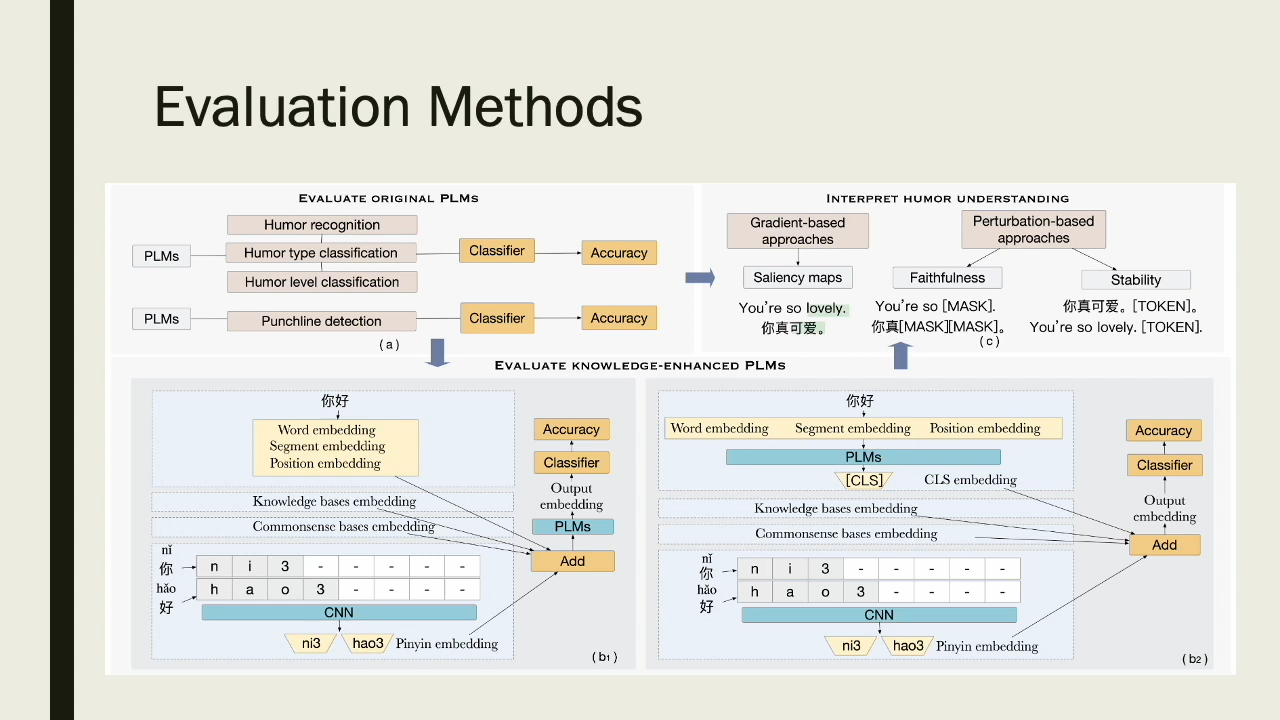 Evaluation Methods
EVALUATE ORIGINAL PLMS
Humor recognition
PLMs
Humor type classification
Classifier
Accuracy
Humor level classification
PLMs
Punchline detection
Classifier
Accuracy
(a)
INTERPRET HUMOR UNDERSTANDING
Gradient-based
approaches
Perturbation-based
approaches
Saliency maps
Faithfulness
Stability
You're so lovely.
你真可爱。
You're so [MASK].
你真[MASK][MASK]。
你真可爱。[TOKEN]。
You're so lovely. [TOKEN].
(c)
EVALUATE KNOWLEDGE-ENHANCED PLMS
你好
Word embedding
Segment embedding
Position embedding
Knowledge bases embedding
Commonsense bases embedding
Accuracy
Classifier
Output
embedding
PLMs
Add
nǐ
你
n i 3 - - - - -
hǎo
好
h a o 3 - - - -
CNN
ni3 hao3 Pinyin embedding
(b1)
你好
Word embedding Segment embedding Position embedding
PLMs
[CLS] CLS embedding
Knowledge bases embedding
Commonsense bases embedding
Accuracy
Classifier
Output
embedding
Add
nǐ
你
n i 3 - - - - -
hǎo
好
h a o 3 - - - -
CNN
ni3 hao3 Pinyin embedding
(b2)